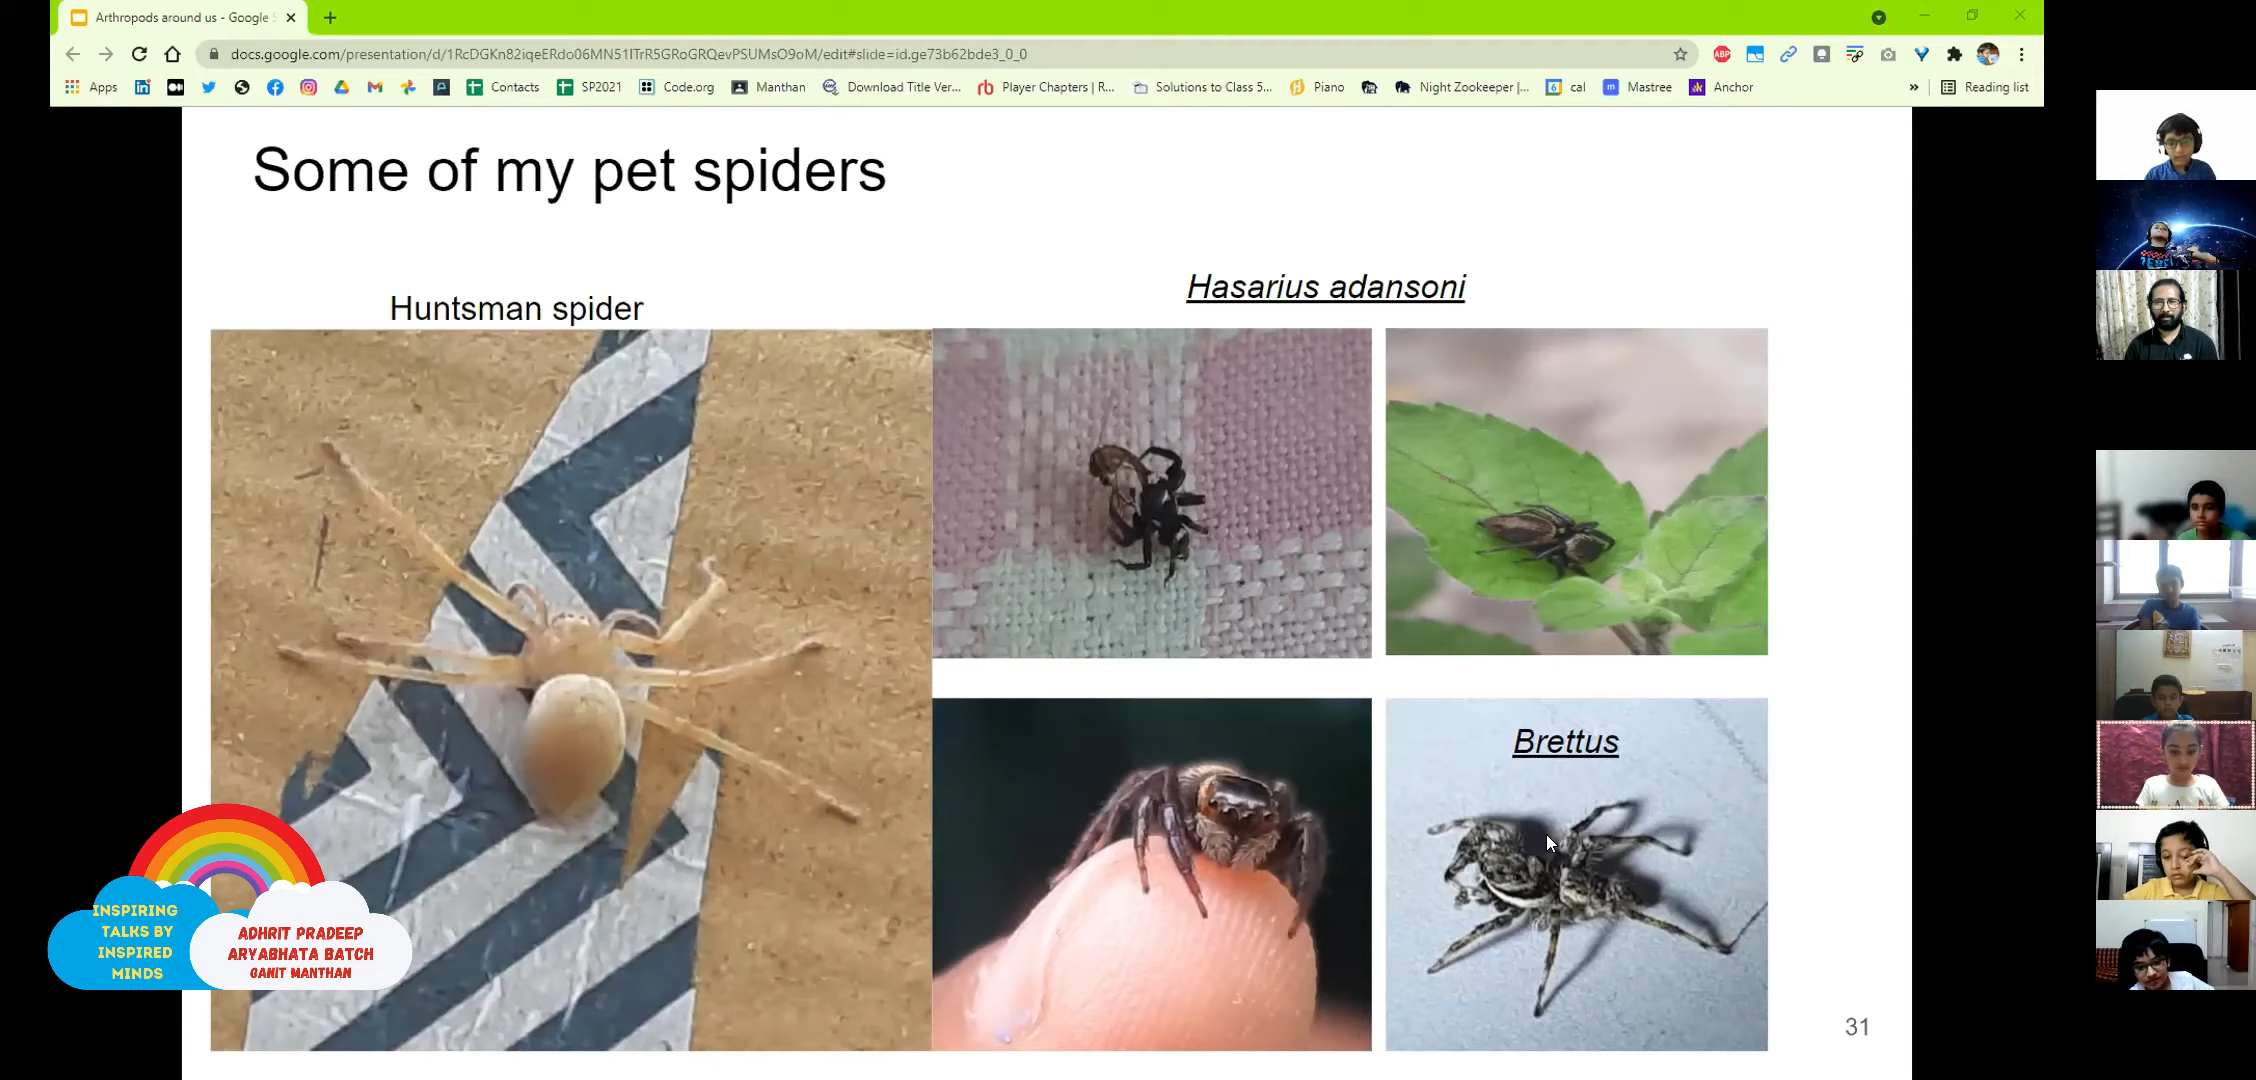 Arthropods around us - Google S
docs.google.com/presentation/d/1RcDGKn82iqeERdo06MN51ITrR5GRoGRQevPSUMsO9oM/edit#slide=id.ge73b62bde3_0_0
ABP
Apps
Contacts
SP2021
Code.org
Manthan
Download Title Ver...
Player Chapters | R...
Solutions to Class 5...
Piano
Night Zookeeper |...
cal
Mastree
Anchor
»
Reading list
Some of my pet spiders
Huntsman spider
Hasarius adansoni
Brettus
INSPIRING
TALKS BY
INSPIRED
MINDS
ADHRIT PRADEEP
ARYABHATA BATCH
GANIT MANTHAN
31